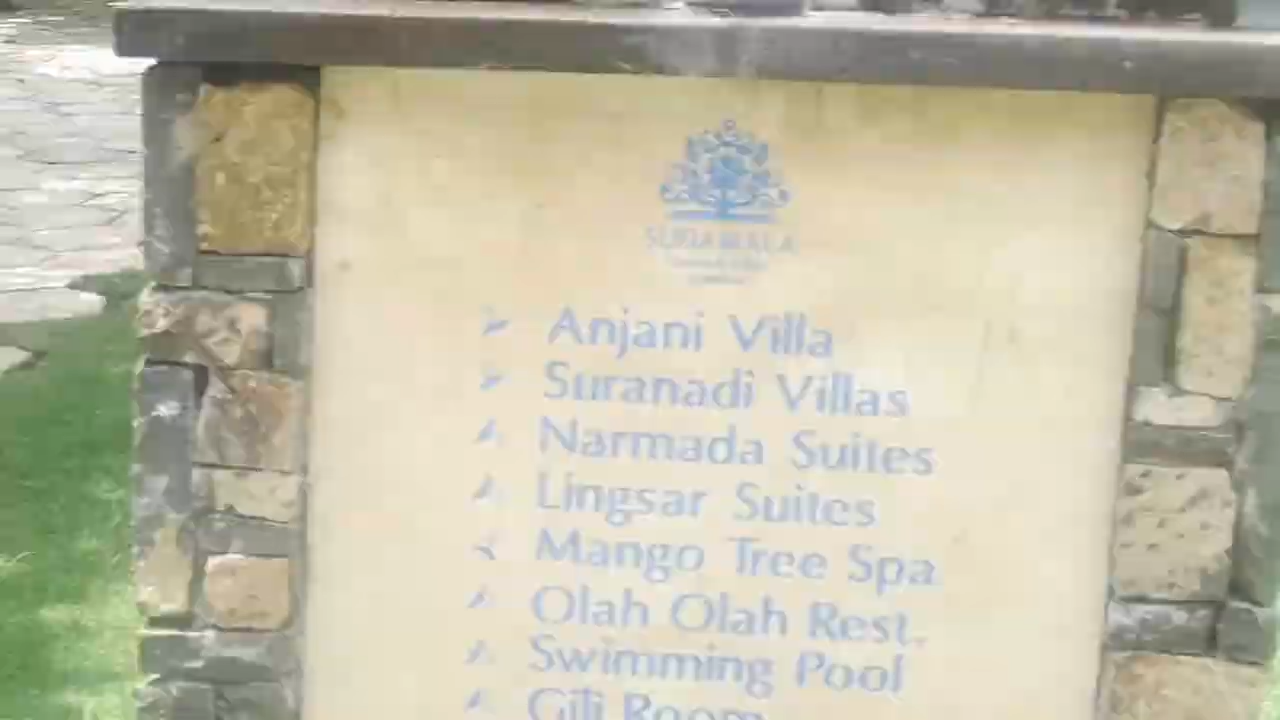 Anjani Villa
Suranadi Villas
Narmada Suites
Lingsar Suites
Mango Tree Spa
Olah Olah Rest.
Swimming Pool
Gili Room